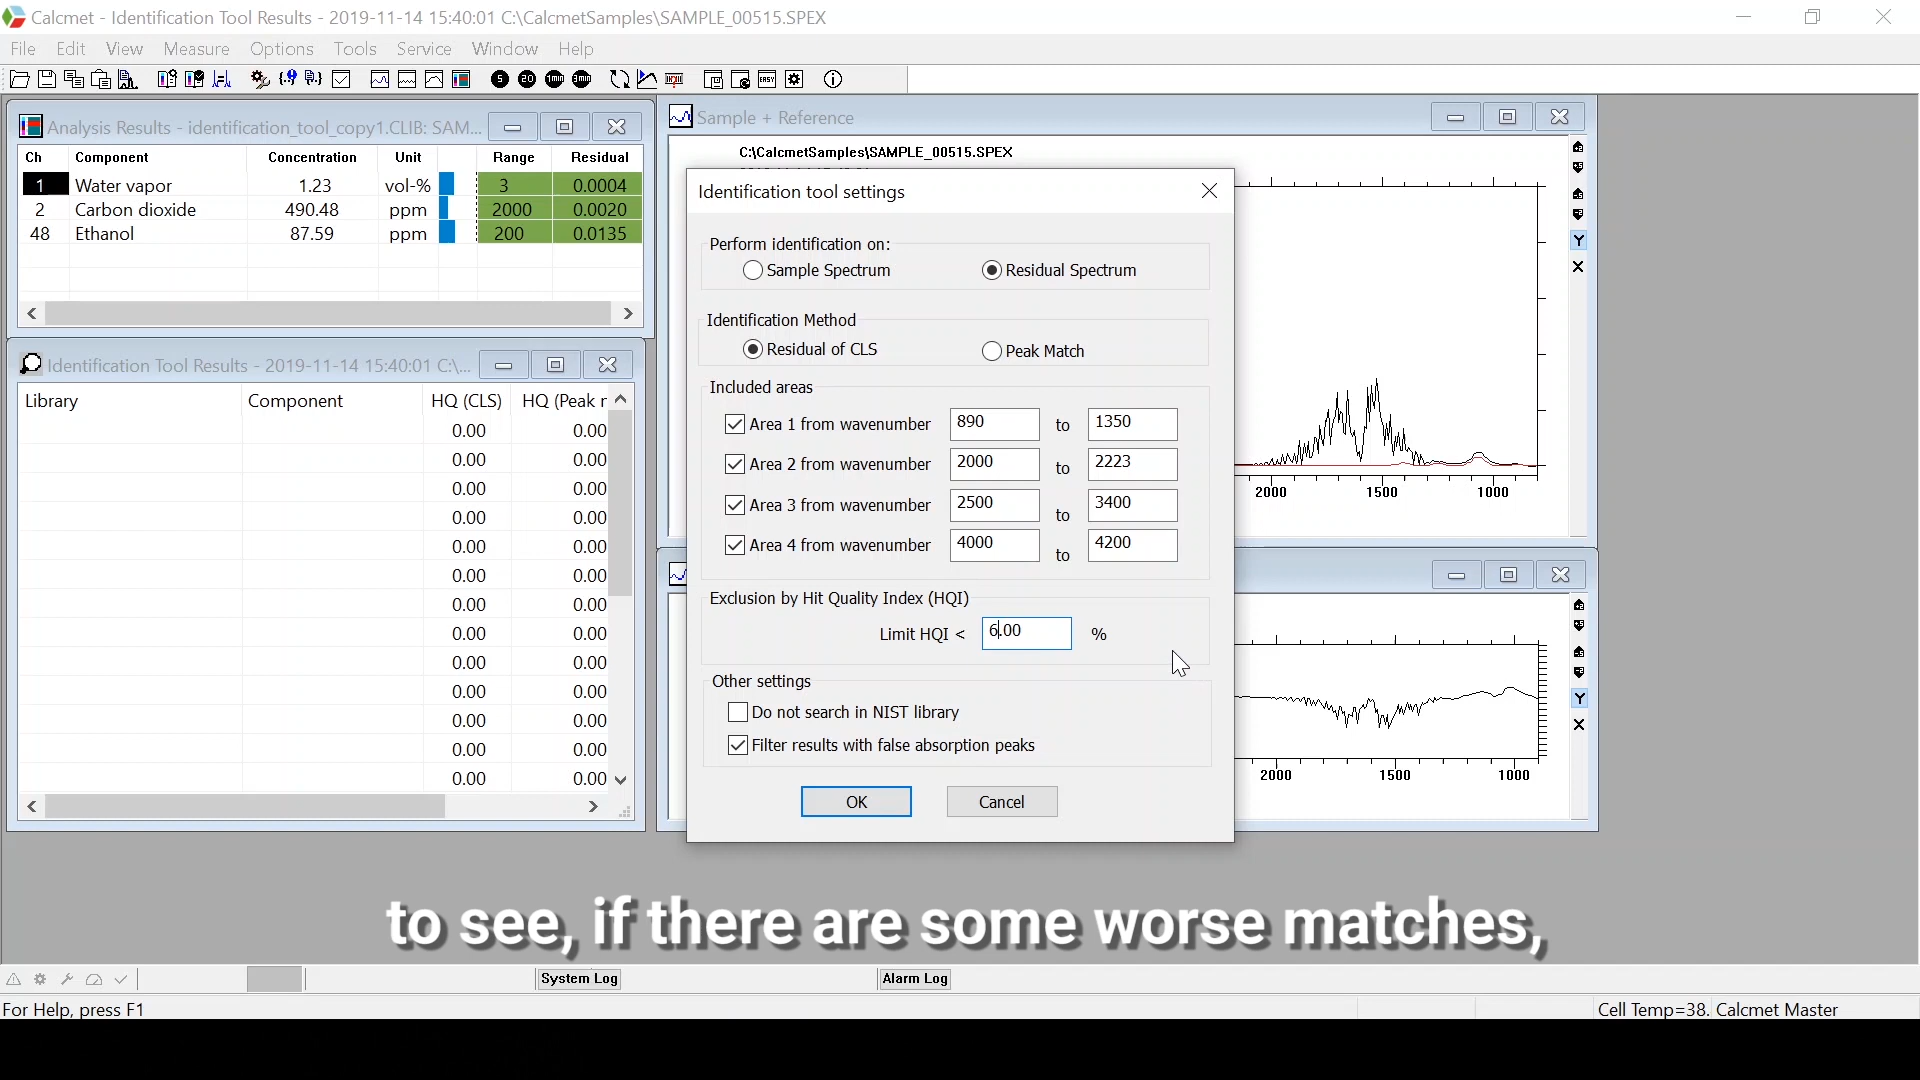 Calcmet - Identification Tool Results - 2019-11-14 15:40:01 C:\CalcmetSamples\SAMPLE_00515.SPEX
File Edit View Measure Options Tools Service Window Help
5 20 1min 3min EASY
Analysis Results - identification_tool_copy1.CLIB: SAM...
Ch Component Concentration Unit Range Residual
1 Water vapor 1.23 vol-% 3 0.0004
2 Carbon dioxide 490.48 ppm 2000 0.0020
48 Ethanol 87.59 ppm 200 0.0135
Identification Tool Results - 2019-11-14 15:40:01 C:\...
Library Component HQ (CLS) HQ (Peak r
0.00 0.00
0.00 0.00
0.00 0.00
0.00 0.00
0.00 0.00
0.00 0.00
0.00 0.00
0.00 0.00
0.00 0.00
0.00 0.00
0.00 0.00
0.00 0.00
0.00 0.00
Sample + Reference
C:\CalcmetSamples\SAMPLE_00515.SPEX
Y
X
2000 1500 1000
Y
X
2000 1500 1000
Identification tool settings
Perform identification on:
Sample Spectrum Residual Spectrum
Identification Method
Residual of CLS Peak Match
Included areas
Area 1 from wavenumber 890 to 1350
Area 2 from wavenumber 2000 to 2223
Area 3 from wavenumber 2500 to 3400
Area 4 from wavenumber 4000 to 4200
Exclusion by Hit Quality Index (HQI)
Limit HQI < 6.00 %
Other settings
Do not search in NIST library
Filter results with false absorption peaks
OK Cancel
to see, if there are some worse matches,
System Log Alarm Log
For Help, press F1 Cell Temp=38. Calcmet Master